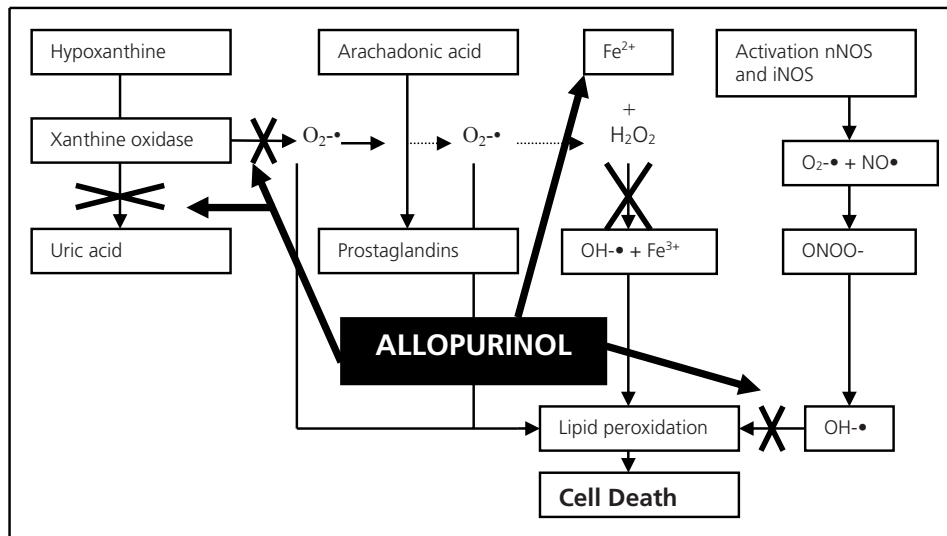 Hypoxanthine
Arachadonic acid
Fe²⁺
Activation nNOS
and iNOS
Xanthine oxidase
O₂-•
O₂-•
+
H₂O₂
O₂-• + NO•
Uric acid
Prostaglandins
OH-• + Fe³⁺
ONOO-
ALLOPURINOL
Lipid peroxidation
OH-•
Cell Death